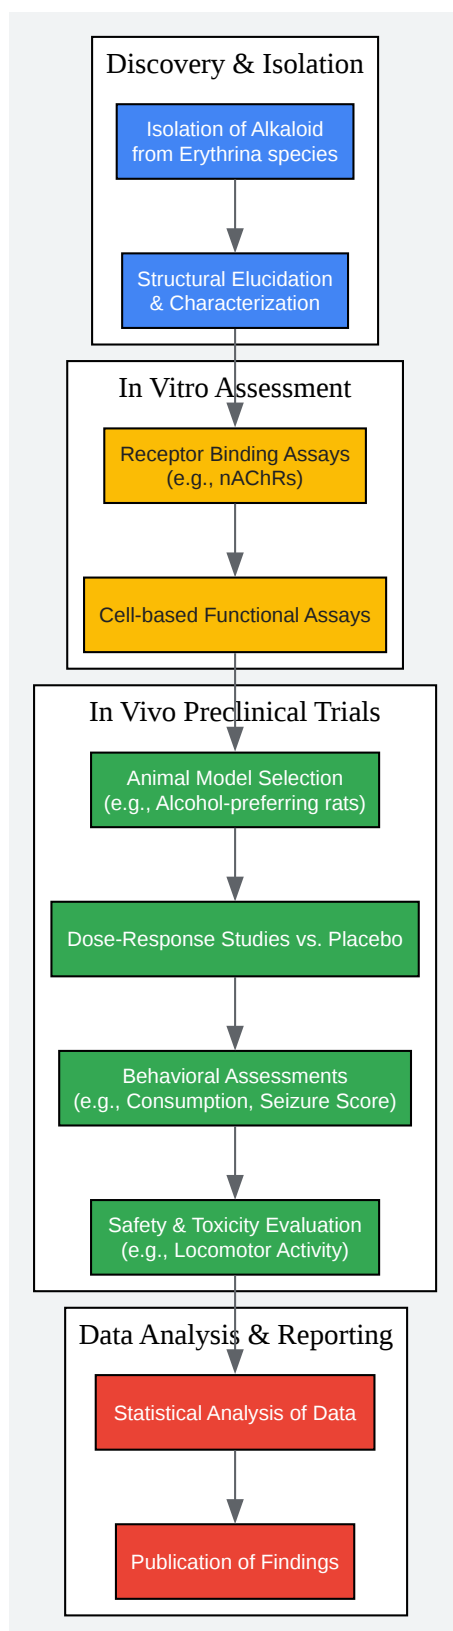 Discovery & Isolation
Isolation of Alkaloid
from Erythrina species
Structural Elucidation
& Characterization
In Vitro Assessment
Receptor Binding Assays
(e.g., nAChRs)
Cell-based Functional Assays
In Vivo Preclinical Trials
Animal Model Selection
(e.g., Alcohol-preferring rats)
Dose-Response Studies vs. Placebo
Behavioral Assessments
(e.g., Consumption, Seizure Score)
Safety & Toxicity Evaluation
(e.g., Locomotor Activity)
Data Analysis & Reporting
Statistical Analysis of Data
Publication of Findings